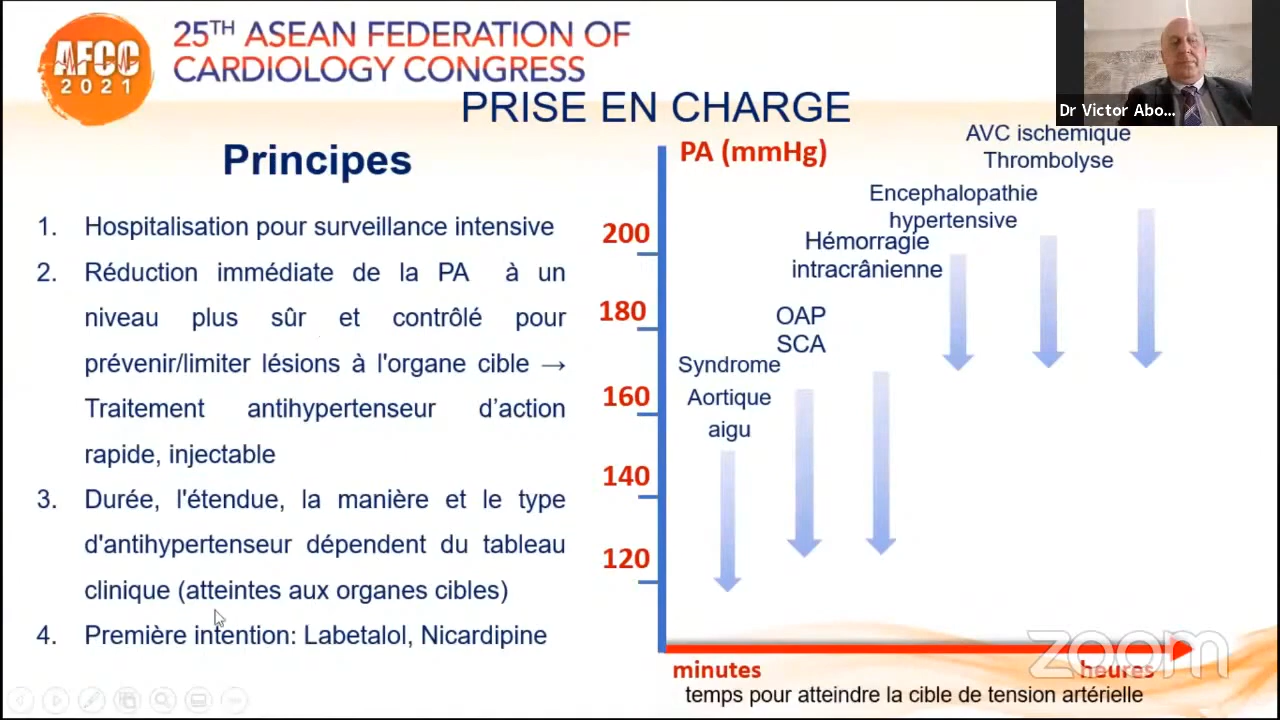 AFCC
2021
25TH ASEAN FEDERATION OF
CARDIOLOGY CONGRESS
PRISE EN CHARGE
Dr Victor Abo...
Principes
1. Hospitalisation pour surveillance intensive
2. Réduction immédiate de la PA à un
niveau plus sûr et contrôlé pour
prévenir/limiter lésions à l'organe cible →
Traitement antihypertenseur d’action
rapide, injectable
3. Durée, l'étendue, la manière et le type
d'antihypertenseur dépendent du tableau
clinique (atteintes aux organes cibles)
4. Première intention: Labetalol, Nicardipine
PA (mmHg)
200
180
160
140
120
AVC ischemique
Thrombolyse
Encephalopathie
hypertensive
Hémorragie
intracrânienne
OAP
SCA
Syndrome
Aortique
aigu
minutes
heures
temps pour atteindre la cible de tension artérielle
zoom